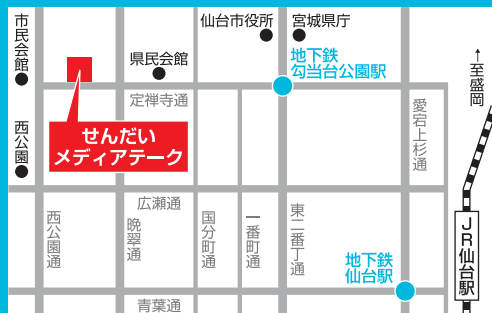 市民会館
県民会館
仙台市役所
宮城県庁
地下鉄
勾当台公園駅
↑至盛岡
定禅寺通
愛宕上杉通
せんだい
メディアテーク
西公園
広瀬通
西公園通
晩翠通
国分町通
一番町通
東二番丁通
地下鉄
仙台駅
JR仙台駅
青葉通